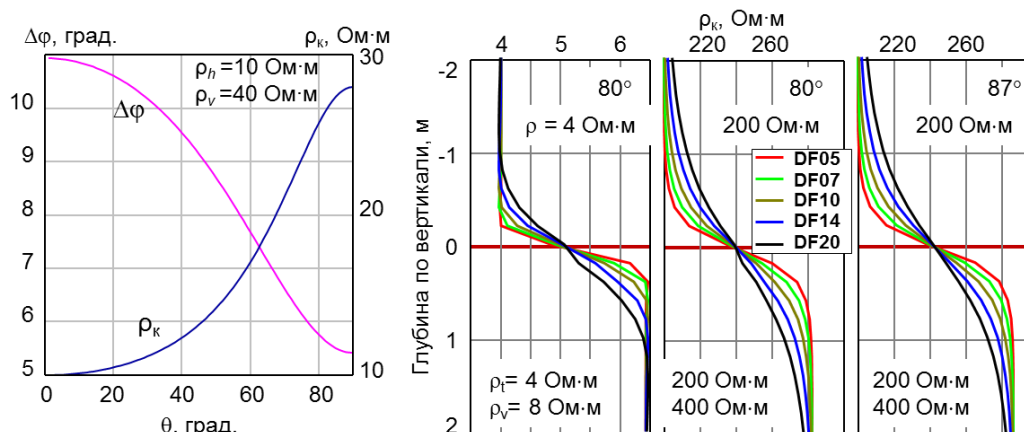 Δφ, град.
ρк, Ом·м
30
20
10
ρh =10 Ом·м
ρv =40 Ом·м
Δφ
ρк
10
9
8
7
6
5
0 20 40 60 80
θ, град.
ρк, Ом·м
4 5 6
220 260
220 260
Глубина по вертикали, м
-2
-1
0
1
2
80°
ρ = 4 Ом·м
ρt= 4 Ом·м
ρv= 8 Ом·м
80°
200 Ом·м
DF05
DF07
DF10
DF14
DF20
200 Ом·м
400 Ом·м
87°
200 Ом·м
200 Ом·м
400 Ом·м